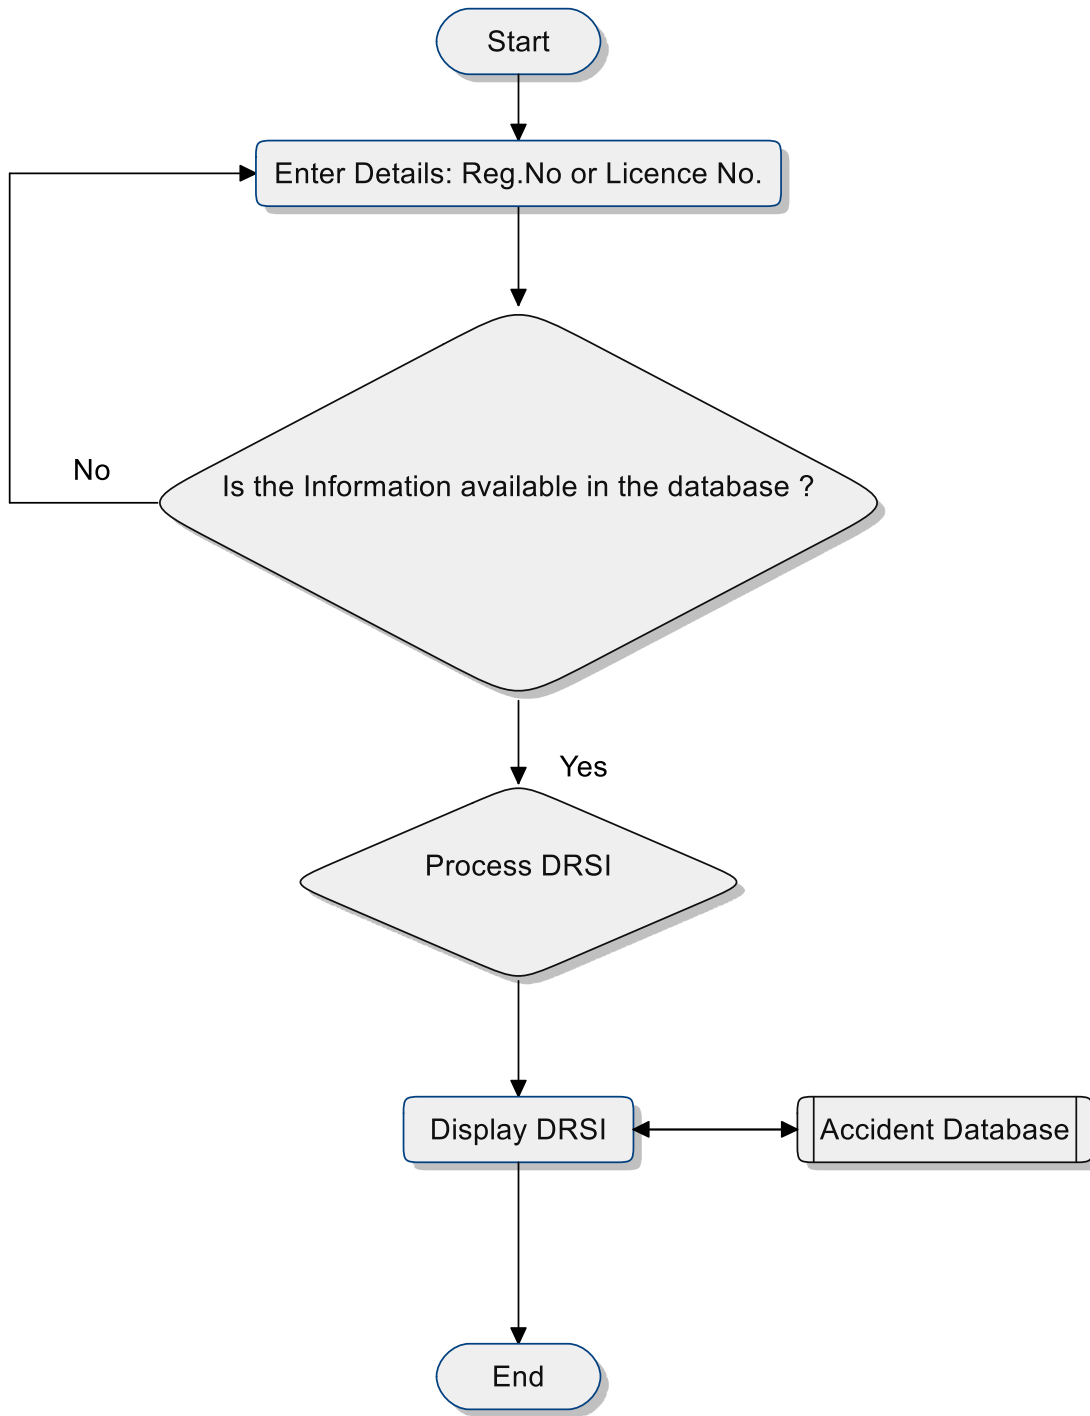 Start
Enter Details: Reg.No or Licence No.
Is the Information available in the database ?
No
Yes
Process DRSI
Display DRSI
Accident Database
End